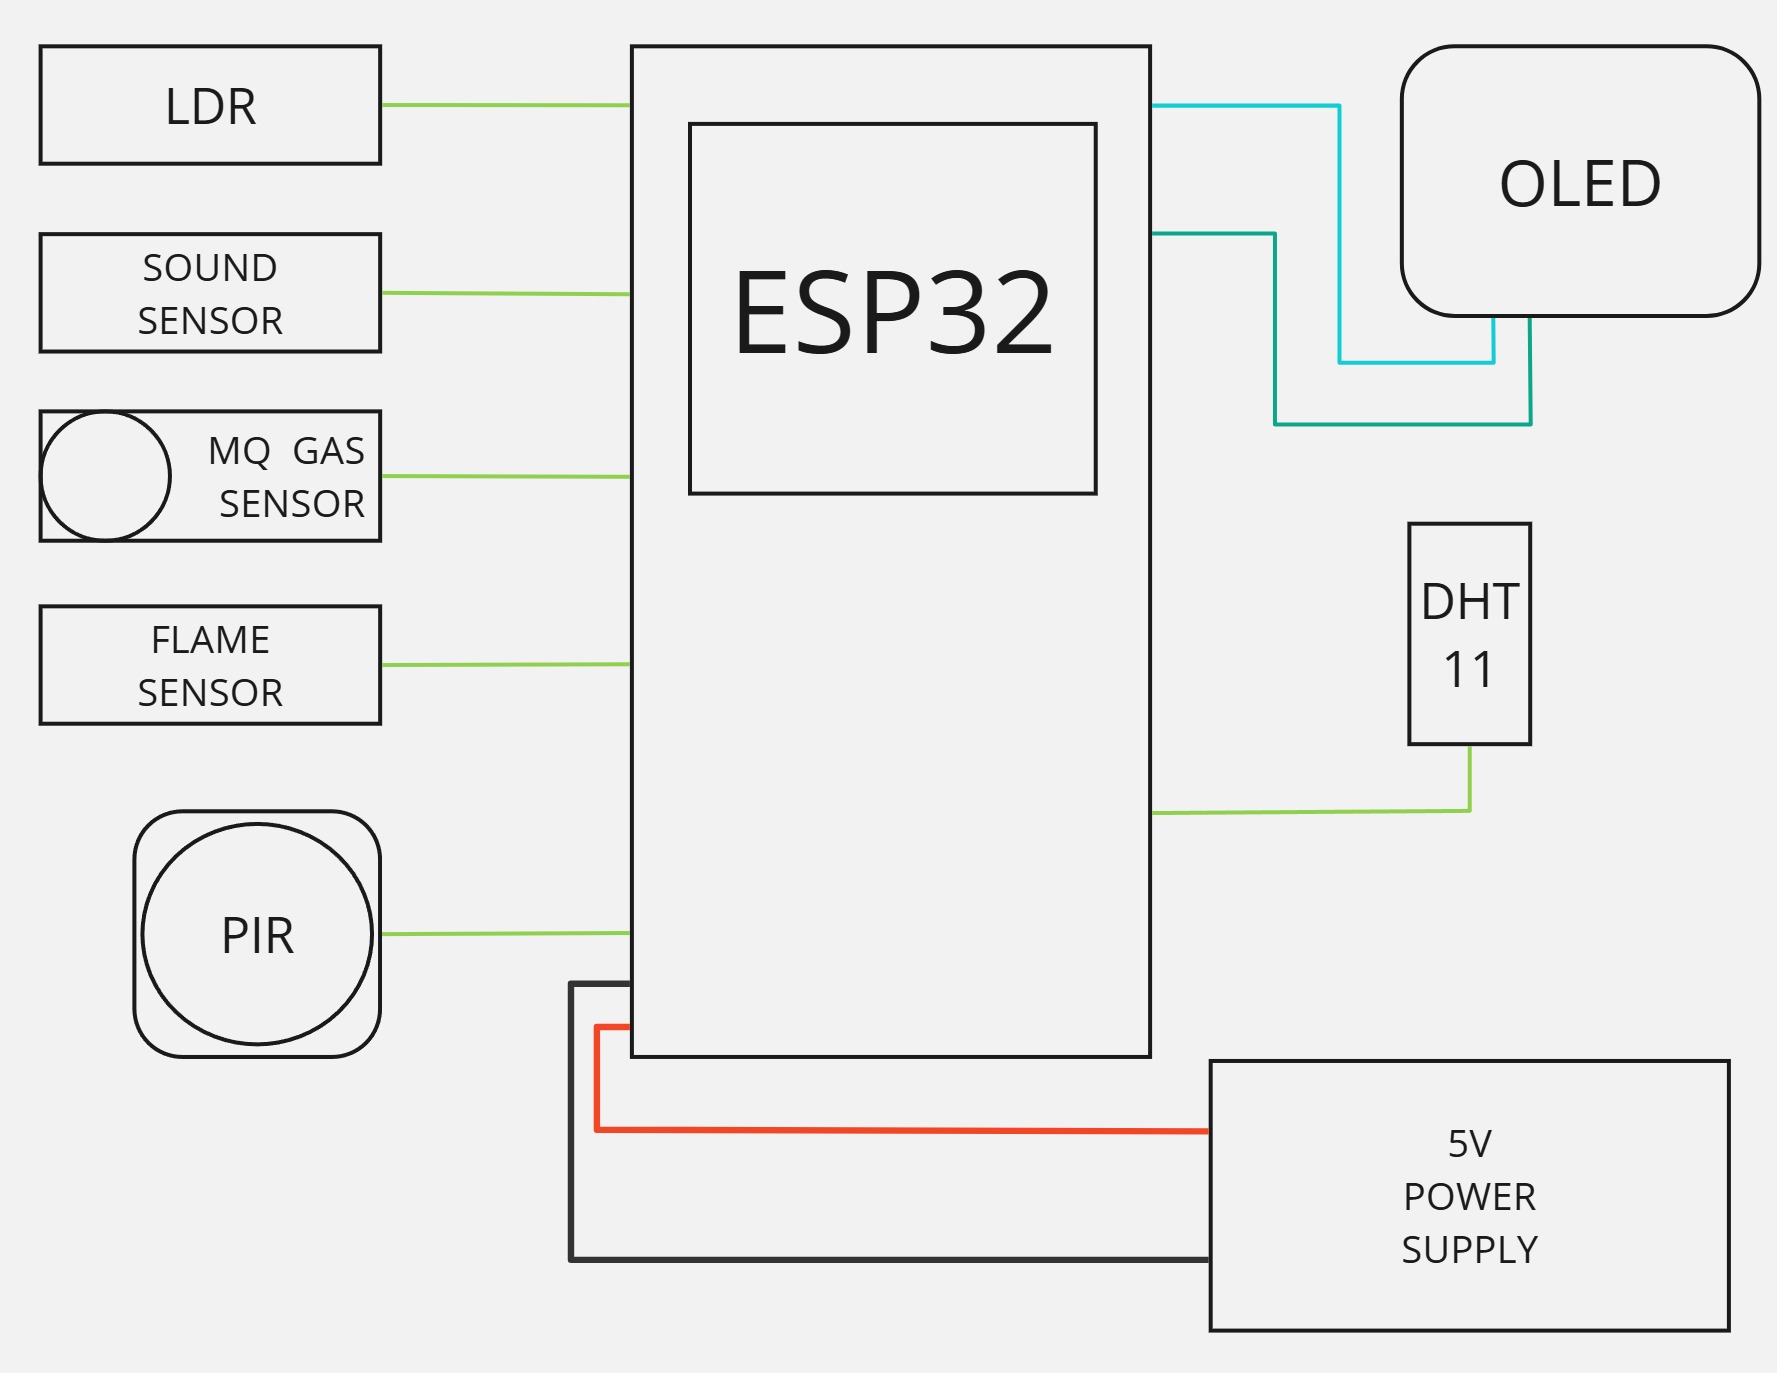 LDR
SOUND
SENSOR
MQ  GAS
SENSOR
FLAME
SENSOR
PIR
ESP32
OLED
DHT
11
5V
POWER
SUPPLY